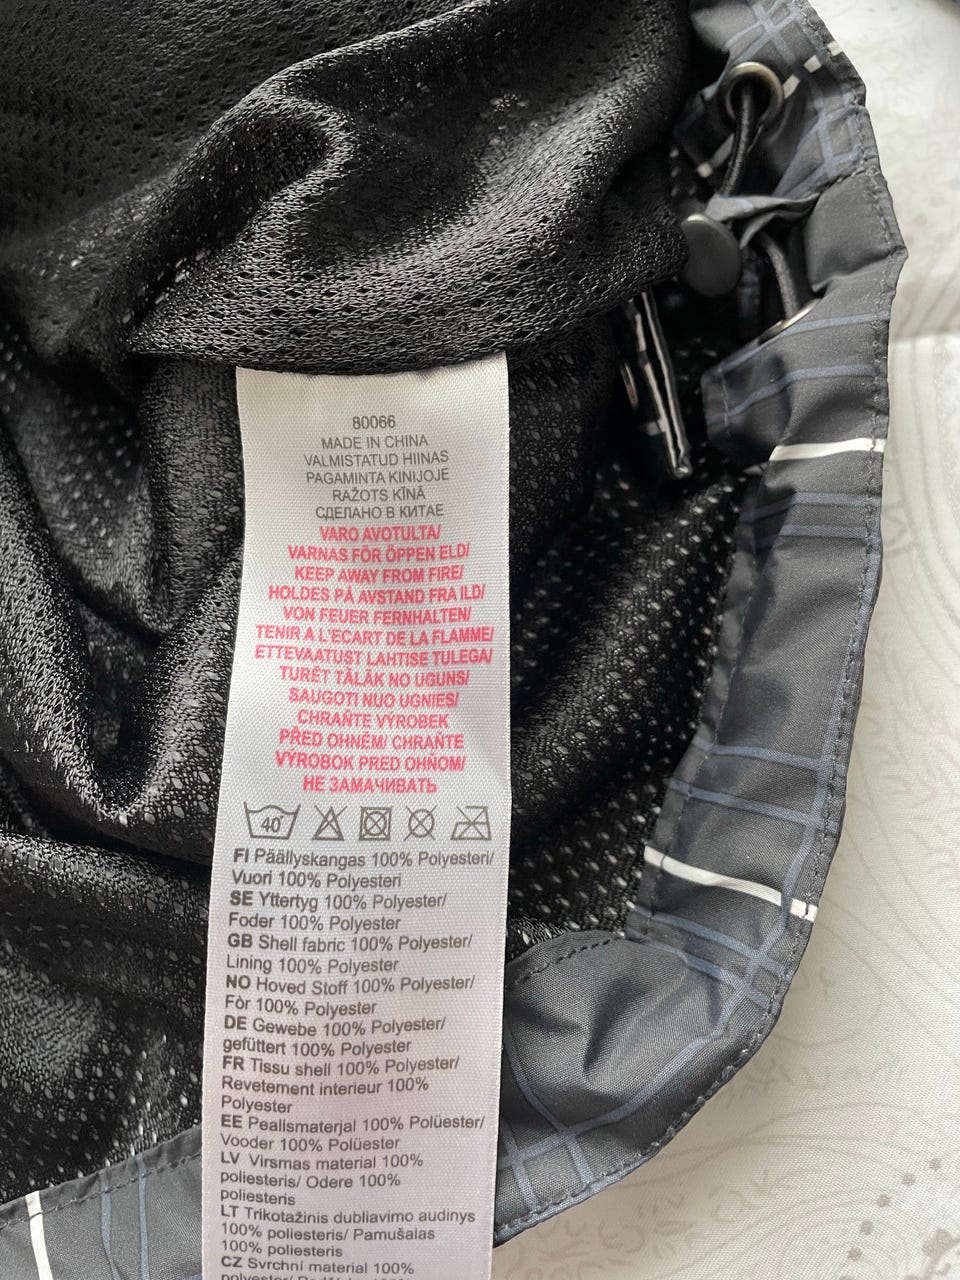 80066
MADE IN CHINA
VALMISTATUD HIINAS
PAGAMINTA KINIJOJE
RAŽOTS KĪNĀ
СДЕЛАНО В КИТАЕ
VARO AVOTULTA/
VARNAS FÖR ÖPPEN ELD/
KEEP AWAY FROM FIRE/
HOLDES PÅ AVSTAND FRA ILD/
VON FEUER FERNHALTEN/
TENIR A L'ECART DE LA FLAMME/
ETTEVAATUST LAHTISE TULEGA/
TURĒT TĀLĀK NO UGUNS/
SAUGOTI NUO UGNIES/
CHRAŇTE VÝROBEK
PŘED OHNĚM/ CHRAŇTE
VÝROBOK PRED OHŇOM/
НЕ ЗАМАЧИВАТЬ
40
FI Päällyskangas 100% Polyesteri/
Vuori 100% Polyesteri
SE Yttertyg 100% Polyester/
Foder 100% Polyester
GB Shell fabric 100% Polyester/
Lining 100% Polyester
NO Hoved Stoff 100% Polyester/
Fòr 100% Polyester
DE Gewebe 100% Polyester/
gefüttert 100% Polyester
FR Tissu shell 100% Polyester/
Revetement interieur 100%
Polyester
EE Pealismaterjal 100% Polüester/
Vooder 100% Polüester
LV Virsmas material 100%
poliesteris/ Odere 100%
poliesteris
LT Trikotažinis dubliavimo audinys
100% poliesteris/ Pamušalas
100% poliesteris
CZ Svrchní material 100%